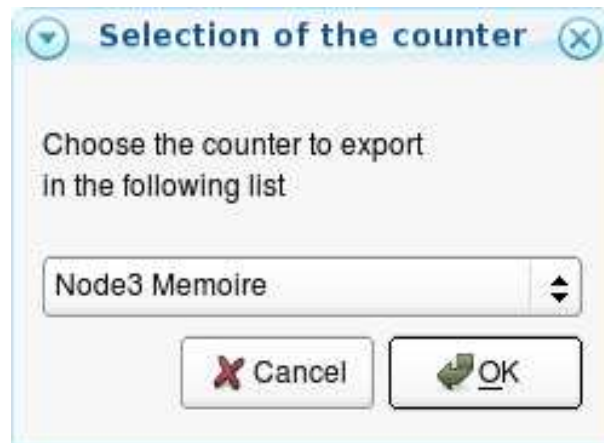 Selection of the counter
Choose the counter to export
in the following list
Node3 Memoire
Cancel
OK